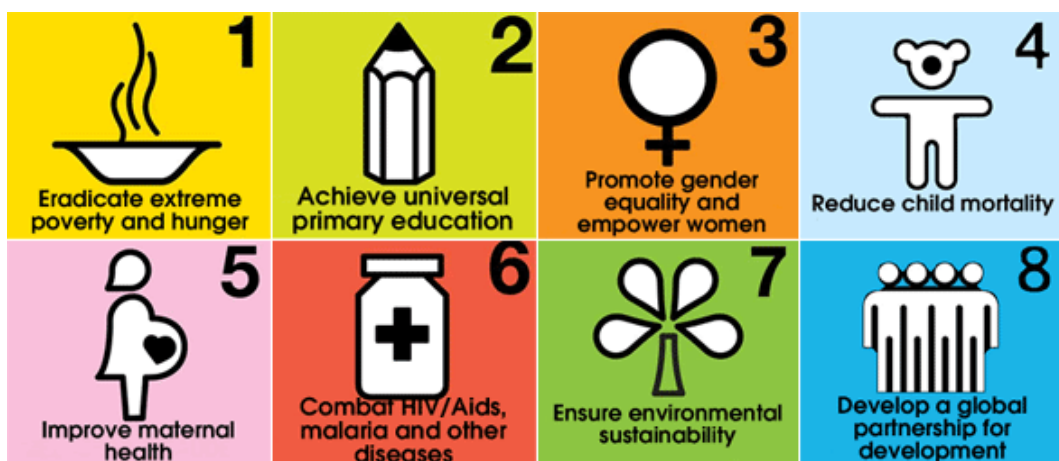 1
Eradicate extreme
poverty and hunger
2
Achieve universal
primary education
3
Promote gender
equality and
empower women
4
Reduce child mortality
5
Improve maternal
health
6
Combat HIV/Aids,
malaria and other
diseases
7
Ensure environmental
sustainability
8
Develop a global
partnership for
development